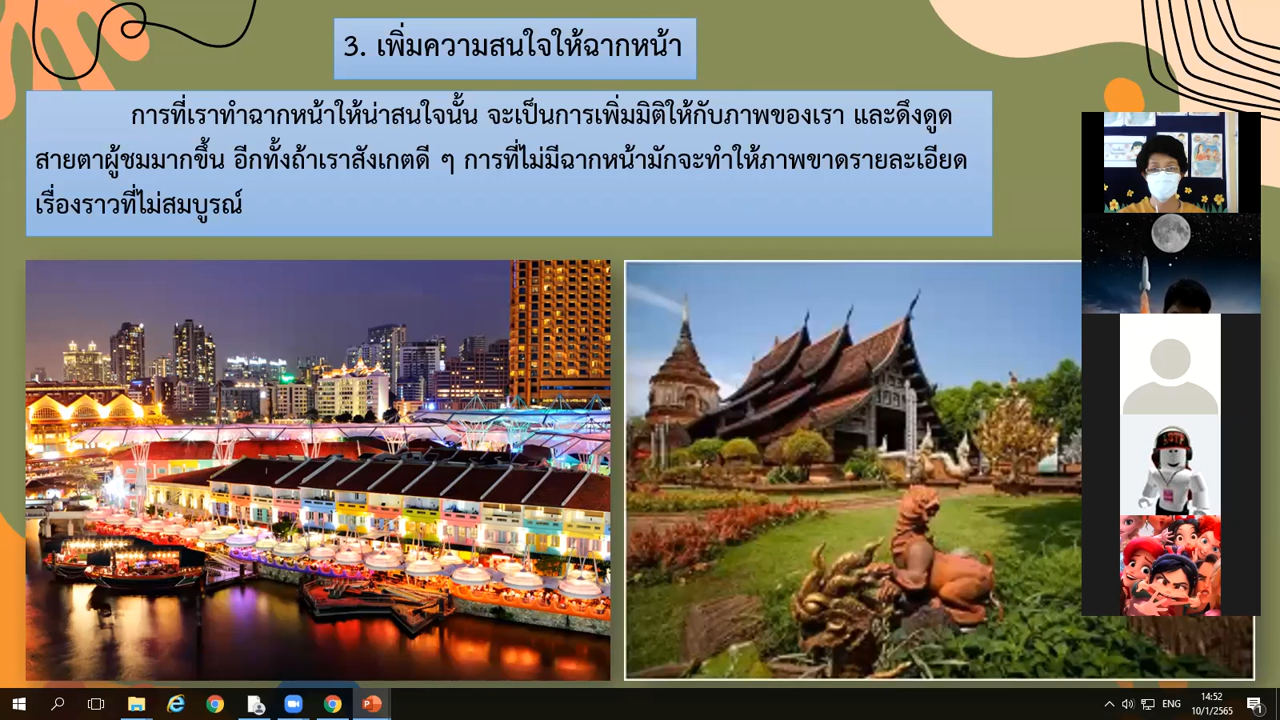 3. เพิ่มความสนใจให้ฉากหน้า
การที่เราทำฉากหน้าให้น่าสนใจนั้น จะเป็นการเพิ่มมิติให้กับภาพของเรา และดึงดูด
สายตาผู้ชมมากขึ้น อีกทั้งถ้าเราสังเกตดี ๆ การที่ไม่มีฉากหน้ามักจะทำให้ภาพขาดรายละเอียด
เรื่องราวที่ไม่สมบูรณ์
ENG
14:52
10/1/2565